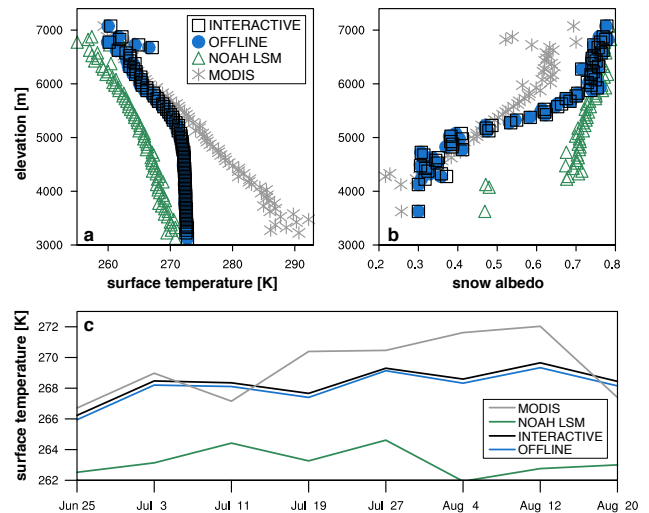 7000
6000
5000
4000
3000
elevation [m]
INTERACTIVE
OFFLINE
NOAH LSM
MODIS
a
260 270 280 290
surface temperature [K]
7000
6000
5000
4000
3000
b
0.2 0.3 0.4 0.5 0.6 0.7 0.8
snow albedo
c
272
270
268
266
264
262
surface temperature [K]
MODIS
NOAH LSM
INTERACTIVE
OFFLINE
Jun 25 Jul 3 Jul 11 Jul 19 Jul 27 Aug 4 Aug 12 Aug 20